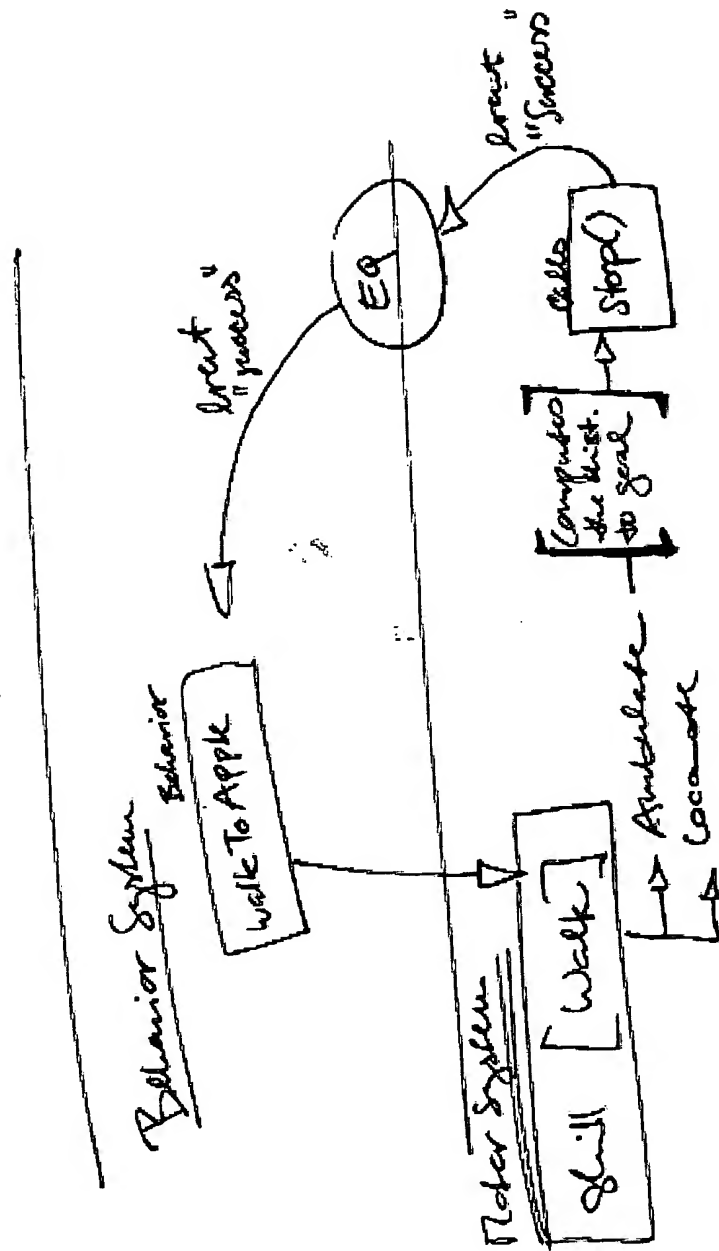 Behavior System
Behavior
Walk To Apple
event
"success"
EQ
event
"success"
Motor System
Skill [Walk]
Ambulate
Locomote
[Computes
the dist.
to goal]
Calls
Stop()